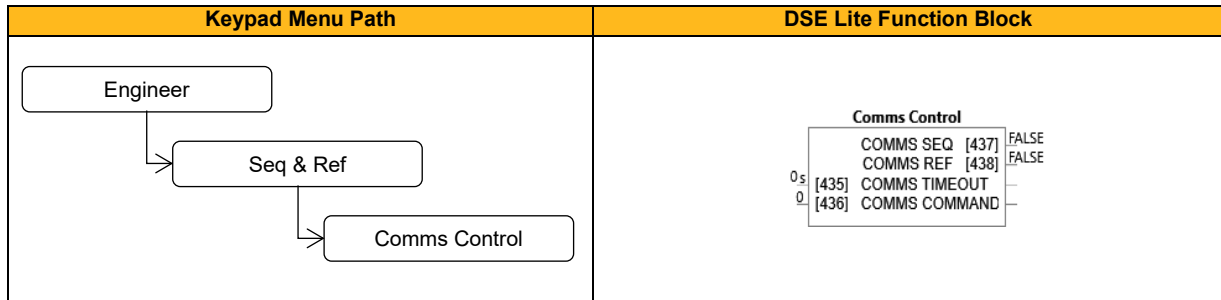 Keypad Menu Path
DSE Lite Function Block
Engineer
Seq & Ref
Comms Control
Comms Control
COMMS SEQ [437] FALSE
COMMS REF [438] FALSE
0s [435] COMMS TIMEOUT
0 [436] COMMS COMMAND